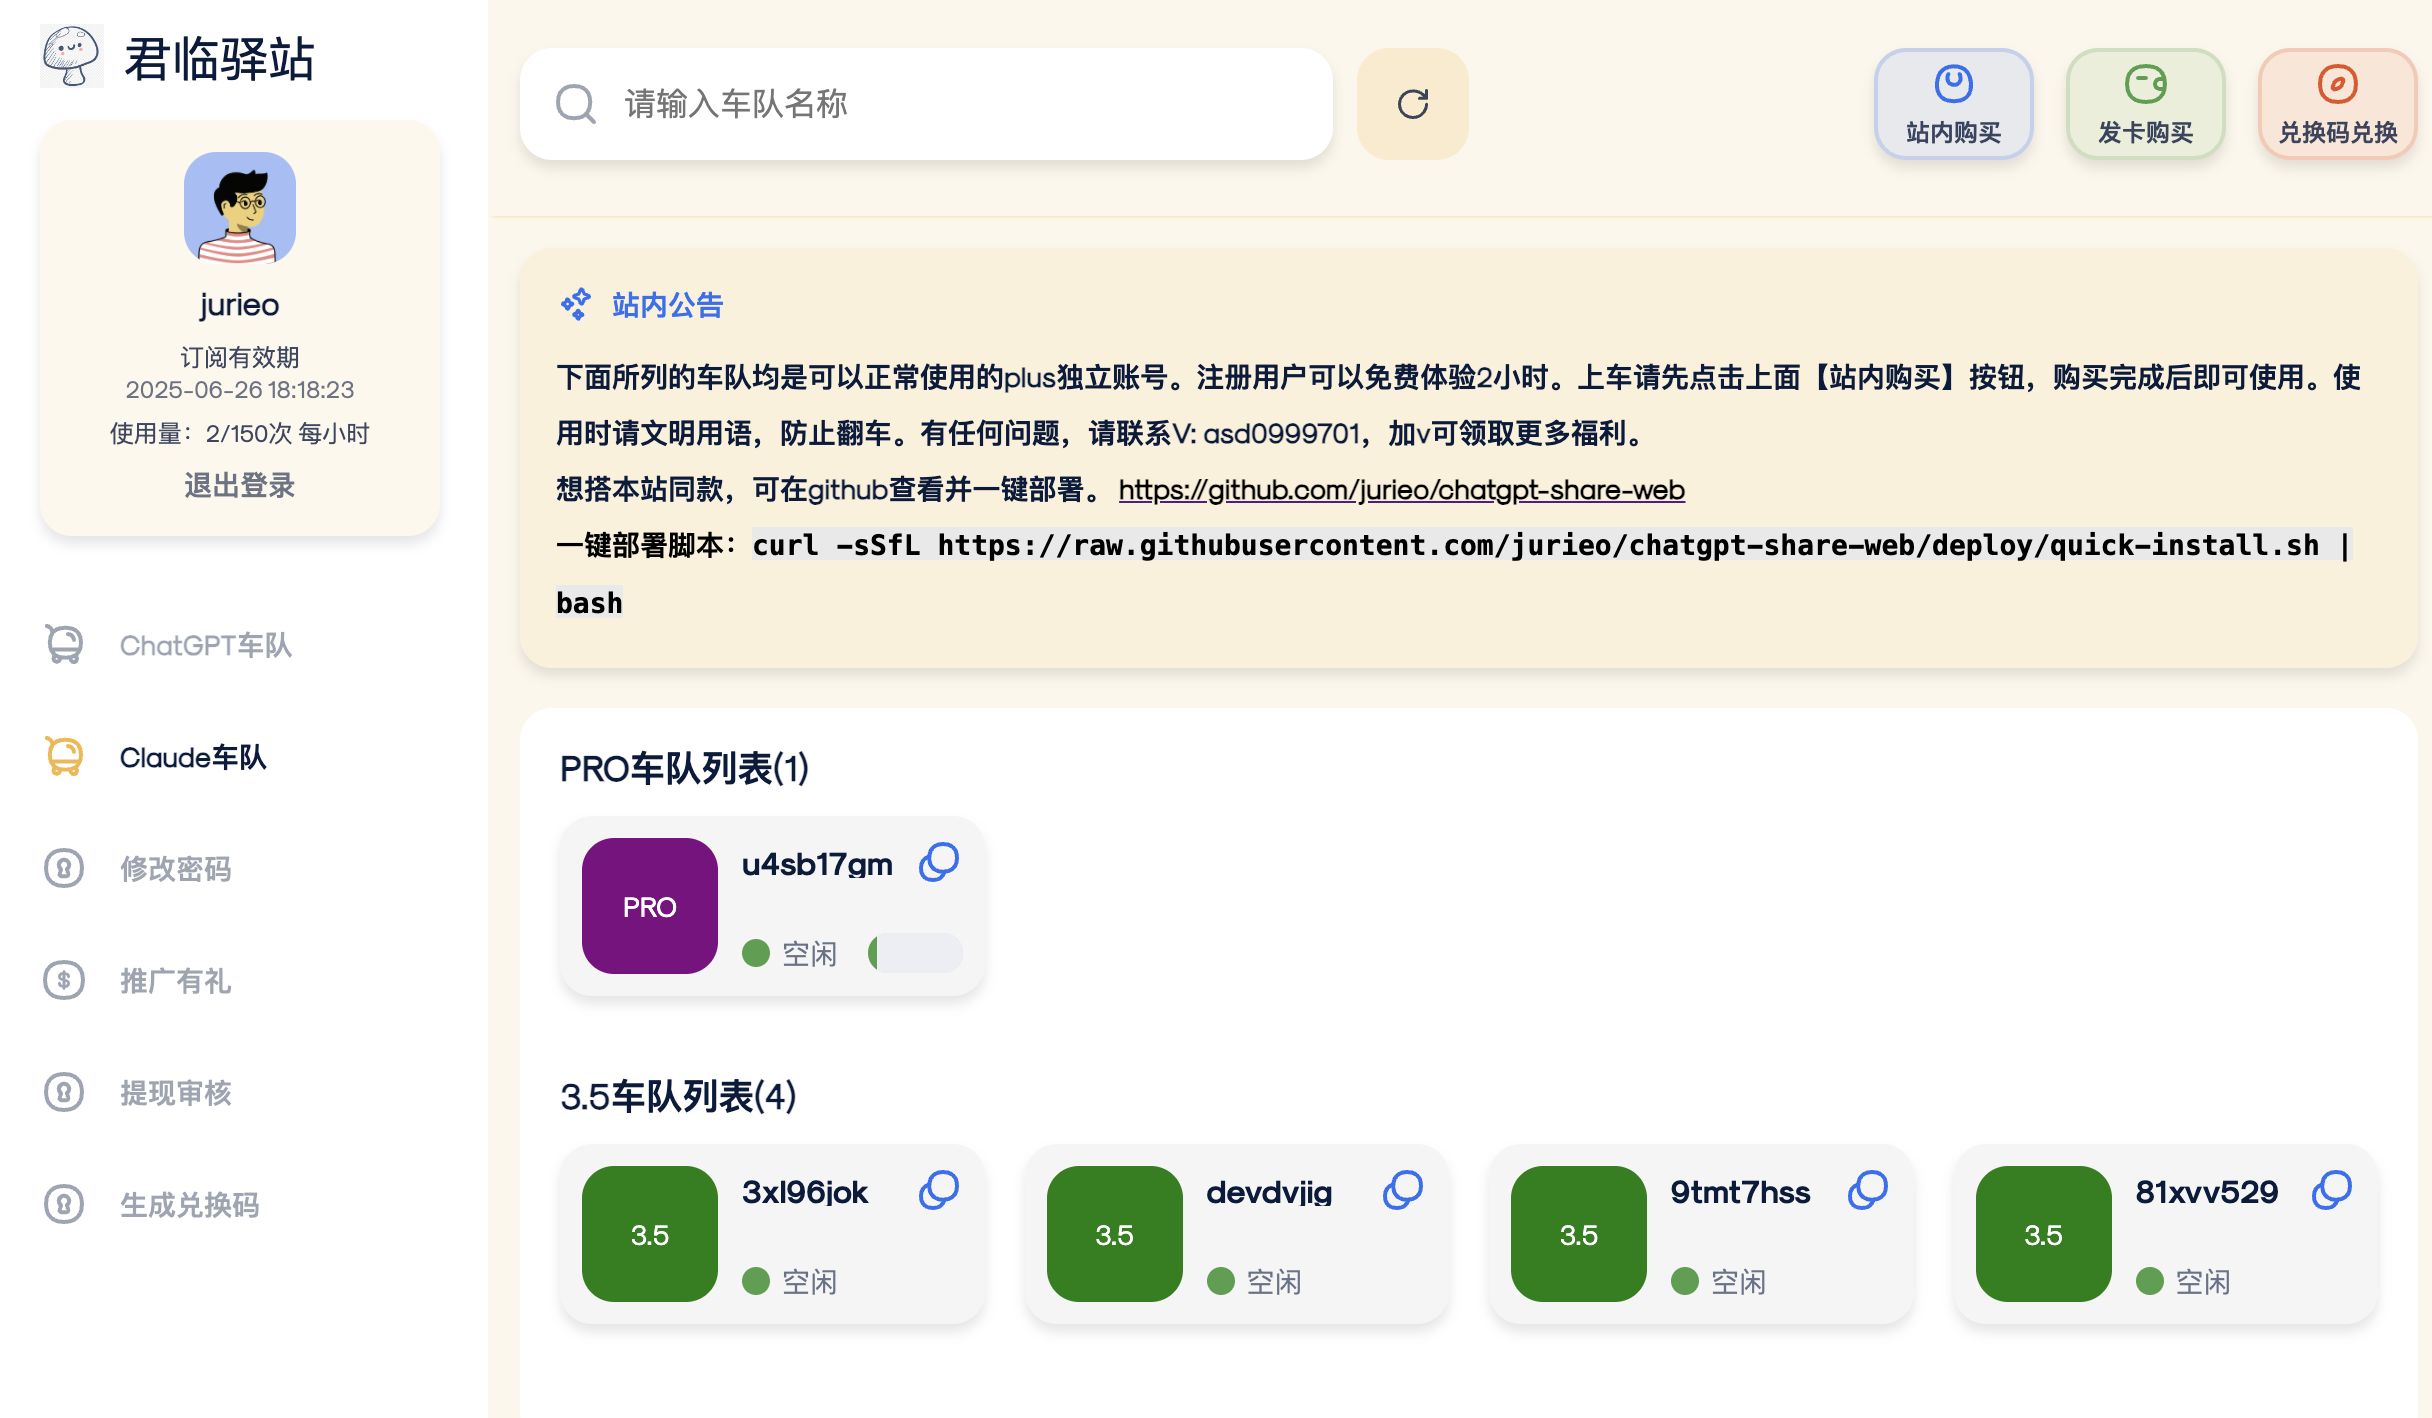 君临驿站
jurieo
订阅有效期
2025-06-26 18:18:23
使用量：2/150次 每小时
退出登录
ChatGPT车队
Claude车队
修改密码
推广有礼
提现审核
生成兑换码
请输入车队名称
站内购买
发卡购买
兑换码兑换
站内公告
下面所列的车队均是可以正常使用的plus独立账号。注册用户可以免费体验2小时。上车请先点击上面【站内购买】按钮，购买完成后即可使用。使
用时请文明用语，防止翻车。有任何问题，请联系V: asd0999701，加v可领取更多福利。
想搭本站同款，可在github查看并一键部署。 https://github.com/jurieo/chatgpt-share-web
一键部署脚本：curl -sSfL https://raw.githubusercontent.com/jurieo/chatgpt-share-web/deploy/quick-install.sh |
bash
PRO车队列表(1)
PRO
u4sb17gm
空闲
3.5车队列表(4)
3.5
3xl96jok
空闲
3.5
devdvjig
空闲
3.5
9tmt7hss
空闲
3.5
81xvv529
空闲